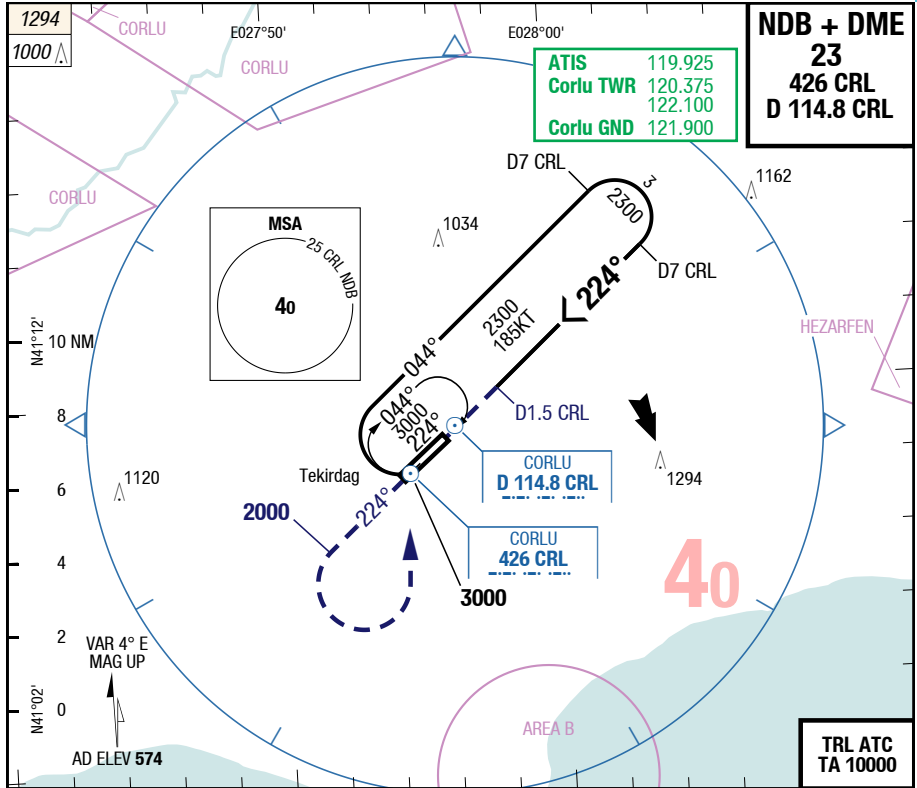 1294
1000
CORLU
CORLU
CORLU
E027°50'
E028°00'
ATIS 119.925
Corlu TWR 120.375
122.100
Corlu GND 121.900
NDB + DME
23
426 CRL
D 114.8 CRL
D7 CRL
3
2300
1162
1034
MSA
25 CRL NDB
40
D7 CRL
224°
2300
185KT
HEZARFEN
N41°12'
10 NM
044°
044°
3000
224°
D1.5 CRL
8
Tekirdag
CORLU
D 114.8 CRL
1294
1120
6
2000
224°
CORLU
426 CRL
4
3000
40
2
VAR 4° E
MAG UP
N41°02'
0
AREA B
AD ELEV 574
TRL ATC
TA 10000